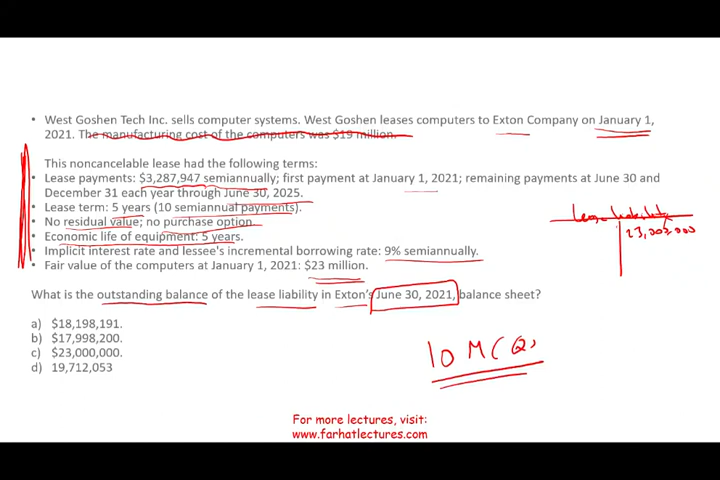 • West Goshen Tech Inc. sells computer systems. West Goshen leases computers to Exton Company on January 1,
2021. The manufacturing cost of the computers was $19 million.
This noncancelable lease had the following terms:
• Lease payments: $3,287,947 semiannually; first payment at January 1, 2021; remaining payments at June 30 and
December 31 each year through June 30, 2025.
• Lease term: 5 years (10 semiannual payments).
• No residual value; no purchase option.
• Economic life of equipment: 5 years.
• Implicit interest rate and lessee's incremental borrowing rate: 9% semiannually.
• Fair value of the computers at January 1, 2021: $23 million.
Lease liability
23,000,000
What is the outstanding balance of the lease liability in Exton's June 30, 2021, balance sheet?
a) $18,198,191.
b) $17,998,200.
c) $23,000,000.
d) 19,712,053
10 MCQs
For more lectures, visit:
www.farhatlectures.com